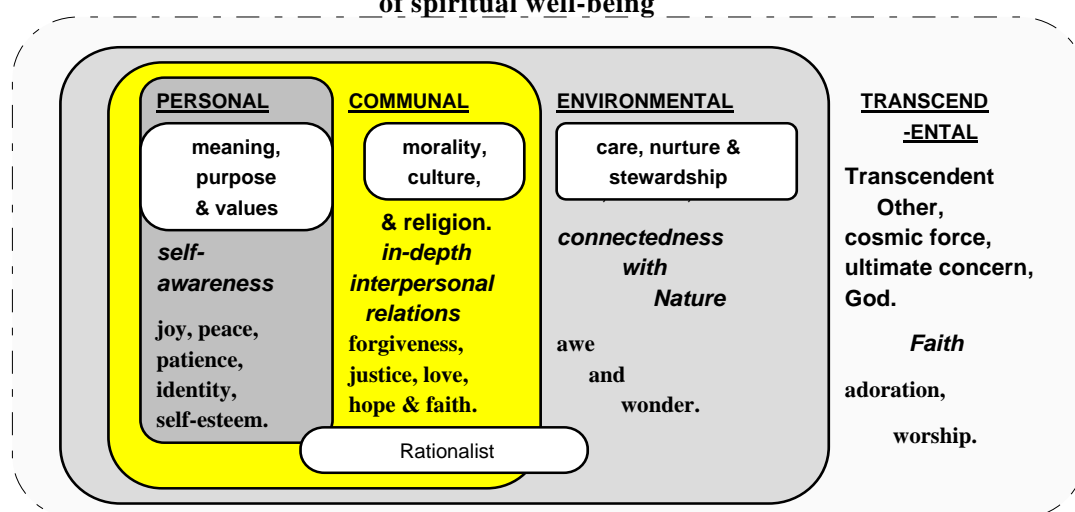 of spiritual well-being
PERSONAL
meaning,
purpose
& values
self-
awareness
joy, peace,
patience,
identity,
self-esteem.
COMMUNAL
morality,
culture,
& religion.
in-depth
interpersonal
relations
forgiveness,
justice, love,
hope & faith.
Rationalist
ENVIRONMENTAL
care, nurture &
stewardship
connectedness
with
Nature
awe
and
wonder.
TRANSCEND
-ENTAL
Transcendent
Other,
cosmic force,
ultimate concern,
God.
Faith
adoration,
worship.